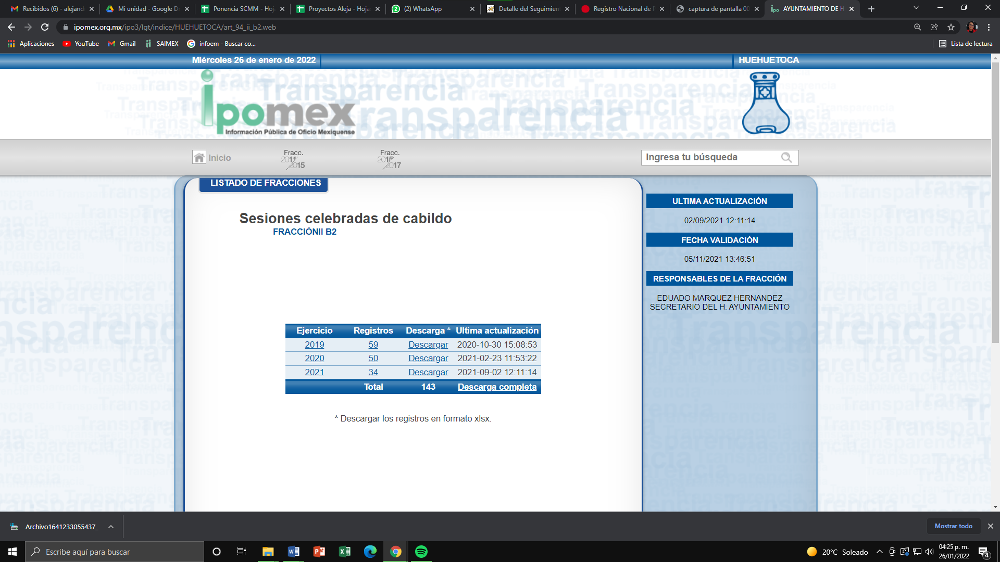 Recibidos (6) - alejand
Mi unidad - Google Dr
Ponencia SCMM - Hoj
Proyectos Aleja - Hoja
(2) WhatsApp
Detalle del Seguimien
Registro Nacional de
captura de pantalla 00
AYUNTAMIENTO DE H
ipomex.org.mx/ipo3/lgt/indice/HUEHUETOCA/art_94_ii_b2.web
Aplicaciones
YouTube
Gmail
SAIMEX
infoem - Buscar co...
Lista de lectura
Miércoles 26 de enero de 2022
HUEHUETOCA
Transparencia
ipomex
Información Pública de Oficio Mexiquense
Inicio
Fracc.
2011/2015
Fracc.
2015/2017
Ingresa tu búsqueda
LISTADO DE FRACCIONES
Sesiones celebradas de cabildo
FRACCIÓNII B2
ULTIMA ACTUALIZACIÓN
02/09/2021 12:11:14
FECHA VALIDACIÓN
05/11/2021 13:46:51
RESPONSABLES DE LA FRACCIÓN
EDUADO MARQUEZ HERNANDEZ
SECRETARIO DEL H. AYUNTAMIENTO
Ejercicio Registros Descarga * Ultima actualización
2019 59 Descargar 2020-10-30 15:08:53
2020 50 Descargar 2021-02-23 11:53:22
2021 34 Descargar 2021-09-02 12:11:14
Total 143 Descarga completa
* Descargar los registros en formato xlsx.
Archivo1641233055437_
Mostrar todo
Escribe aquí para buscar
20°C Soleado
04:25 p. m.
26/01/2022
4